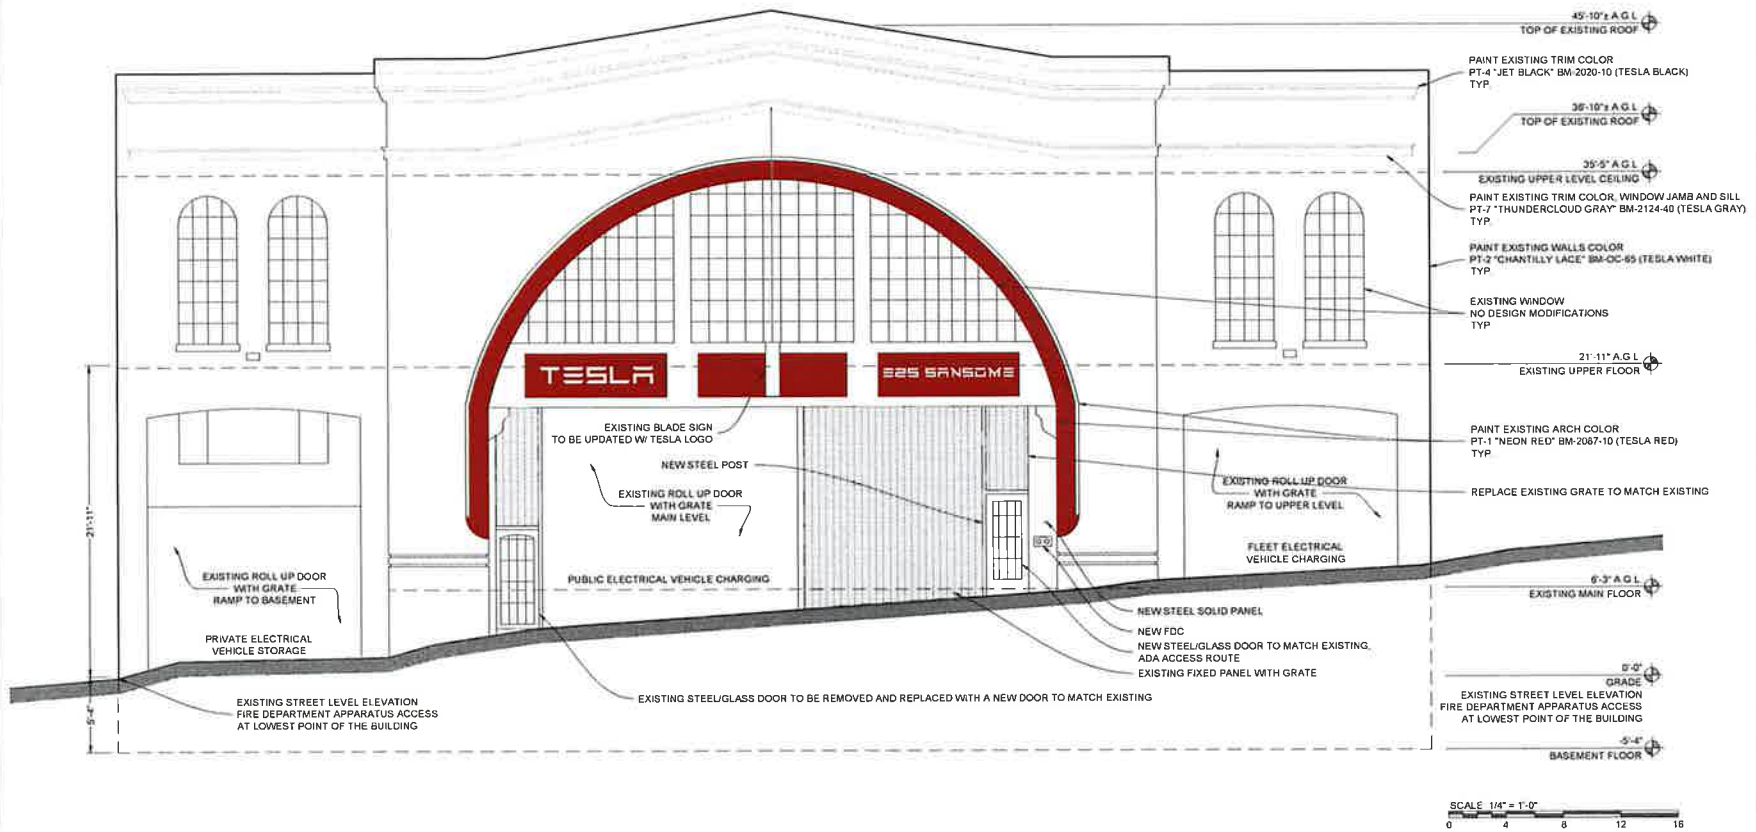 45'-10"± A.G.L
TOP OF EXISTING ROOF
PAINT EXISTING TRIM COLOR
PT-4 "JET BLACK" BM-2020-10 (TESLA BLACK)
TYP.
36'-10"± A.G.L
TOP OF EXISTING ROOF
35'-5" A.G.L
EXISTING UPPER LEVEL CEILING
PAINT EXISTING TRIM COLOR, WINDOW JAMB AND SILL
PT-7 "THUNDERCLOUD GRAY" BM-2124-40 (TESLA GRAY)
TYP.
PAINT EXISTING WALLS COLOR
PT-2 "CHANTILLY LACE" BM-OC-65 (TESLA WHITE)
TYP
EXISTING WINDOW
NO DESIGN MODIFICATIONS
TYP
21'-11" A.G.L
EXISTING UPPER FLOOR
TESLA
825 SANSOME
EXISTING BLADE SIGN
TO BE UPDATED W/ TESLA LOGO
PAINT EXISTING ARCH COLOR
PT-1 "NEON RED" BM-2087-10 (TESLA RED)
TYP.
NEW STEEL POST
EXISTING ROLL UP DOOR
WITH GRATE
MAIN LEVEL
EXISTING ROLL UP DOOR
WITH GRATE
RAMP TO UPPER LEVEL
REPLACE EXISTING GRATE TO MATCH EXISTING
21'-11"
FLEET ELECTRICAL
VEHICLE CHARGING
EXISTING ROLL UP DOOR
WITH GRATE
RAMP TO BASEMENT
PUBLIC ELECTRICAL VEHICLE CHARGING
6'-3" A.G.L
EXISTING MAIN FLOOR
NEW STEEL SOLID PANEL
NEW FDC
NEW STEEL/GLASS DOOR TO MATCH EXISTING,
ADA ACCESS ROUTE
EXISTING FIXED PANEL WITH GRATE
PRIVATE ELECTRICAL
VEHICLE STORAGE
0'-0"
GRADE
EXISTING STREET LEVEL ELEVATION
FIRE DEPARTMENT APPARATUS ACCESS
AT LOWEST POINT OF THE BUILDING
EXISTING STEEL/GLASS DOOR TO BE REMOVED AND REPLACED WITH A NEW DOOR TO MATCH EXISTING
EXISTING STREET LEVEL ELEVATION
FIRE DEPARTMENT APPARATUS ACCESS
AT LOWEST POINT OF THE BUILDING
5'-4"
-5'-4"
BASEMENT FLOOR
SCALE 1/4" = 1'-0"
0 4 8 12 16